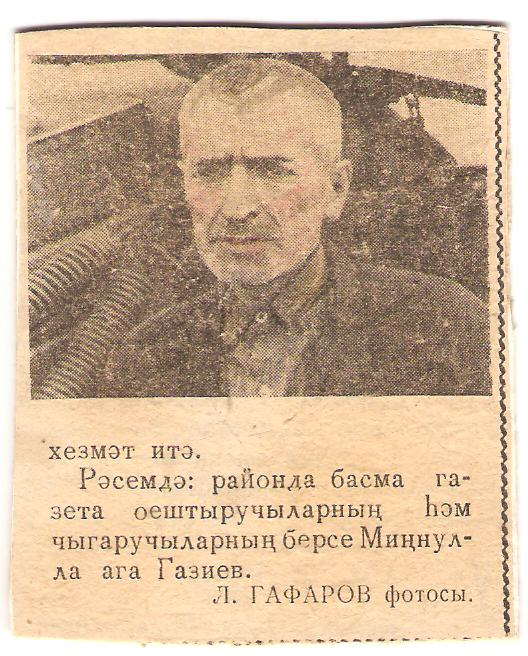 хезмәт итә.
Рәсемдә: районда басма га-
зета оештыручыларның һәм
чыгаручыларның берсе Миңнул-
ла ага Газиев.
Л. ГАФАРОВ фотосы.